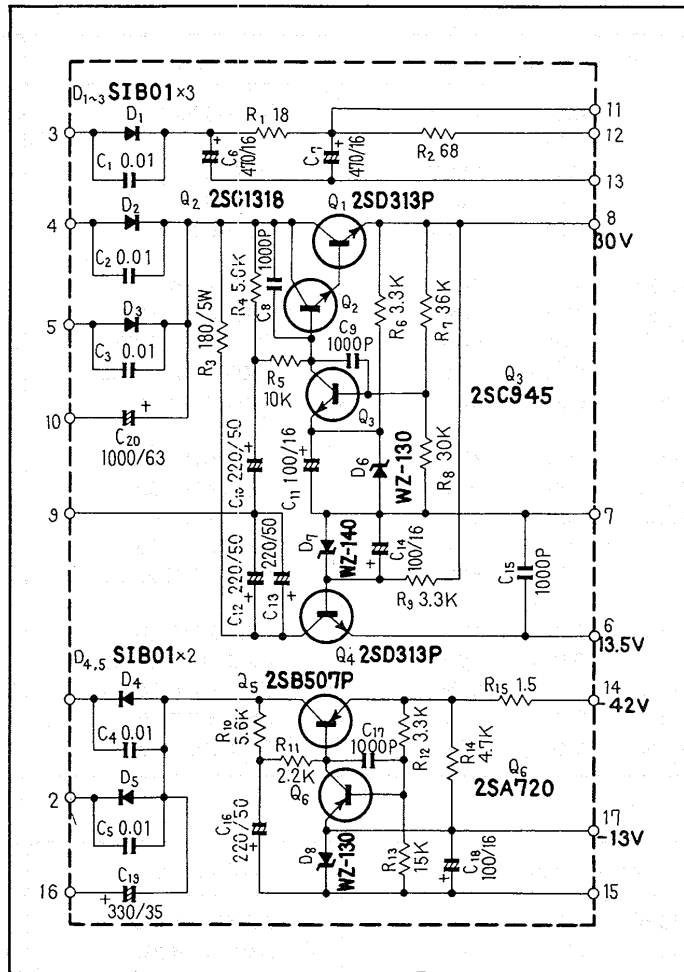 D1~3 SIB01×3
D1
3
C1 0.01
C6 470/16
R1 18
C7 470/16
R2 68
11
12
13
Q2 2SC1318
Q1 2SD313P
D2
4
C2 0.01
8
30V
1000P
C8
R4 5.6K
Q2
R6 3.3K
R7 36K
D3
5
C3 0.01
R3 180/5W
C9
1000P
R5
10K
Q3
Q3
2SC945
10
C20
1000/63
C10 220/50
C11 100/16
D6
WZ-130
R8 30K
9
7
D7
WZ-140
C14
100/16
C12 220/50
C13 220/50
R9 3.3K
C15
1000P
6
13.5V
Q4 2SD313P
D4,5 SIB01×2
D4
Q5 2SB507P
R15 1.5
14
-42V
C4 0.01
R10
5.6K
R11
2.2K
C17
1000P
R12
3.3K
R14
4.7K
Q6
2SA720
D5
2
C5 0.01
Q6
17
-13V
C16
220/50
D8
WZ-130
R13
15K
C18
100/16
16
C19
330/35
15